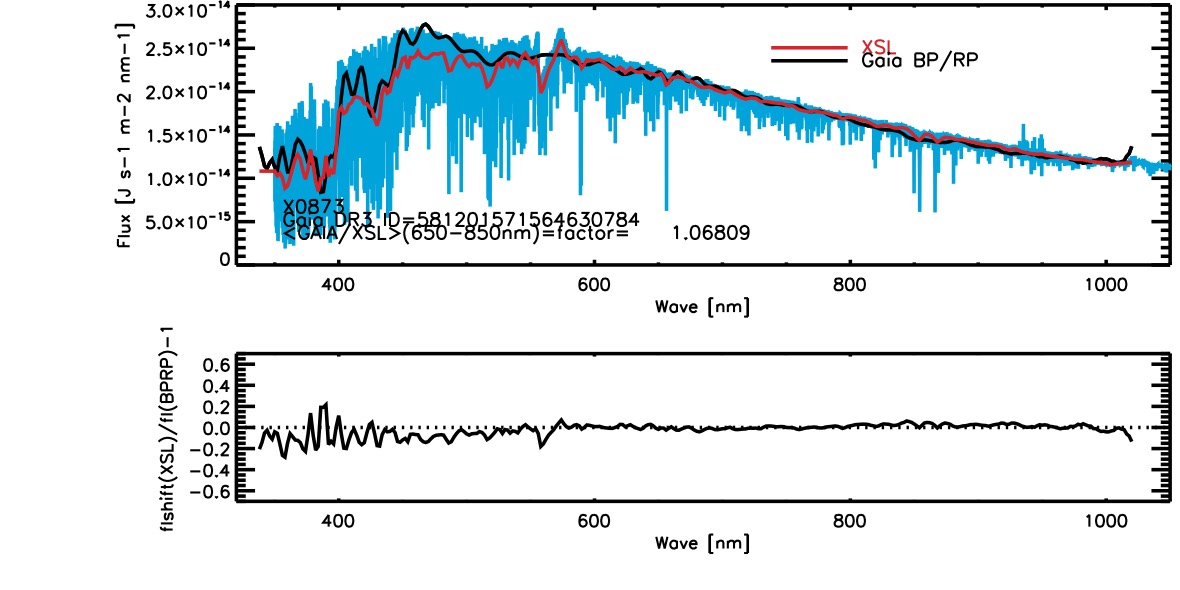 3.0×10⁻¹⁴
2.5×10⁻¹⁴
2.0×10⁻¹⁴
1.5×10⁻¹⁴
1.0×10⁻¹⁴
5.0×10⁻¹⁵
0
Flux [J s−1 m−2 nm−1]
XSL
Gaia BP/RP
X0873
Gaia DR3 ID=5812015715646307​84
<GAIA/XSL>(650−850nm)=factor= 1.06809
400 600 800 1000
Wave [nm]
0.6
0.4
0.2
0.0
−0.2
−0.4
−0.6
flshift(XSL)/fl(BPRP)−1
400 600 800 1000
Wave [nm]